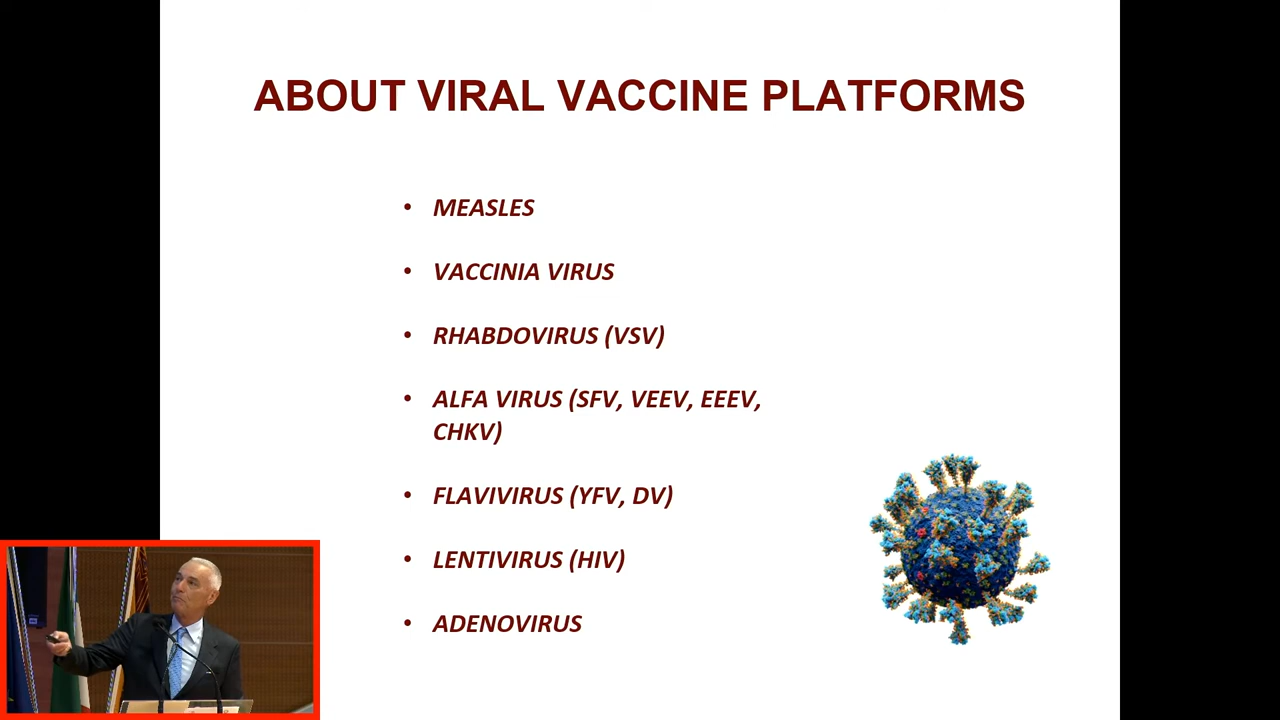 ABOUT VIRAL VACCINE PLATFORMS
• MEASLES
• VACCINIA VIRUS
• RHABDOVIRUS (VSV)
• ALFA VIRUS (SFV, VEEV, EEEV,
CHKV)
• FLAVIVIRUS (YFV, DV)
• LENTIVIRUS (HIV)
• ADENOVIRUS